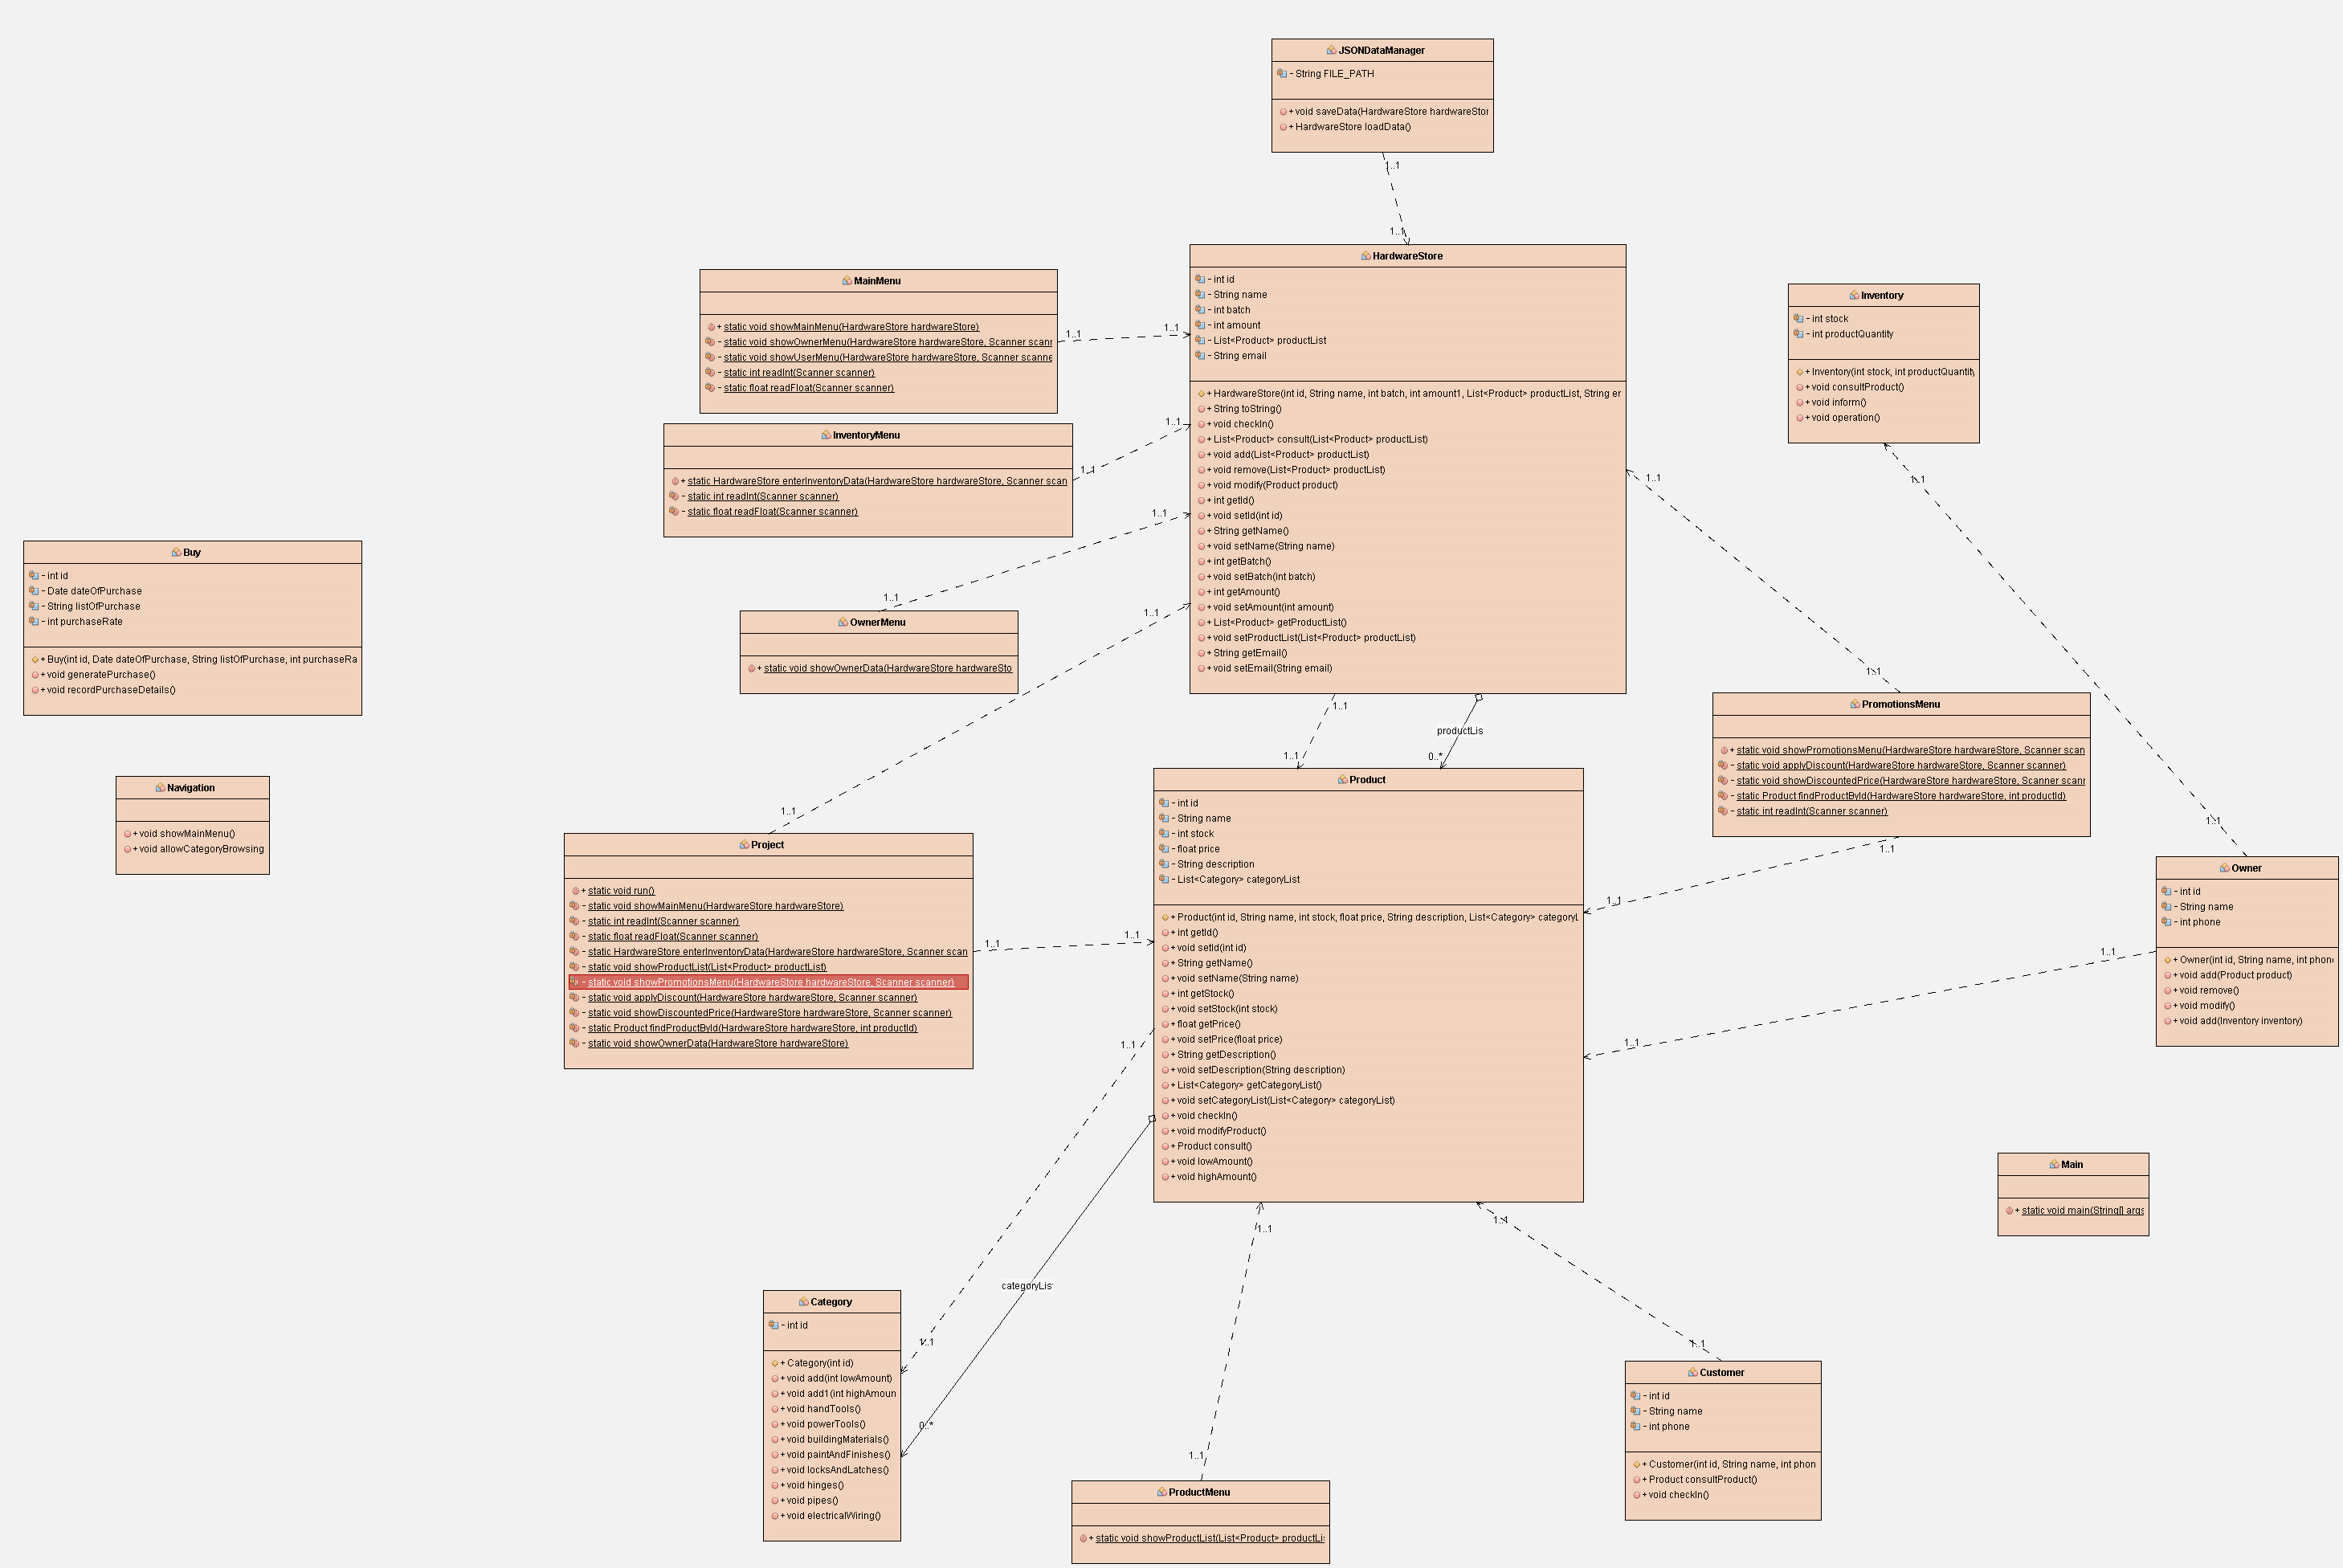 JSONDataManager
- String FILE_PATH
+ void saveData(HardwareStore hardwareStor
+ HardwareStore loadData()
1..1
1..1
HardwareStore
- int id
- String name
- int batch
- int amount
- List<Product> productList
- String email
+ HardwareStore(int id, String name, int batch, int amount1, List<Product> productList, String er
+ String toString()
+ void checkIn()
+ List<Product> consult(List<Product> productList)
+ void add(List<Product> productList)
+ void remove(List<Product> productList)
+ void modify(Product product)
+ int getId()
+ void setId(int id)
+ String getName()
+ void setName(String name)
+ int getBatch()
+ void setBatch(int batch)
+ int getAmount()
+ void setAmount(int amount)
+ List<Product> getProductList()
+ void setProductList(List<Product> productList)
+ String getEmail()
+ void setEmail(String email)
MainMenu
+ static void showMainMenu(HardwareStore hardwareStore)
- static void showOwnerMenu(HardwareStore hardwareStore, Scanner scanr
- static void showUserMenu(HardwareStore hardwareStore, Scanner scanne
- static int readInt(Scanner scanner)
- static float readFloat(Scanner scanner)
1..1
1..1
Inventory
- int stock
- int productQuantity
+ Inventory(int stock, int productQuantity
+ void consultProduct()
+ void inform()
+ void operation()
InventoryMenu
+ static HardwareStore enterInventoryData(HardwareStore hardwareStore, Scanner scan
- static int readInt(Scanner scanner)
- static float readFloat(Scanner scanner)
1..1
1..1
1..1
1..1
1..1
1..1
OwnerMenu
+ static void showOwnerData(HardwareStore hardwareSto
1..1
1..1
Buy
- int id
- Date dateOfPurchase
- String listOfPurchase
- int purchaseRate
+ Buy(int id, Date dateOfPurchase, String listOfPurchase, int purchaseRa
+ void generatePurchase()
+ void recordPurchaseDetails()
Navigation
+ void showMainMenu()
+ void allowCategoryBrowsing
1..1
1..1
productLis
0..*
PromotionsMenu
+ static void showPromotionsMenu(HardwareStore hardwareStore, Scanner scan
- static void applyDiscount(HardwareStore hardwareStore, Scanner scanner)
- static void showDiscountedPrice(HardwareStore hardwareStore, Scanner scanr
- static Product findProductById(HardwareStore hardwareStore, int productId)
- static int readInt(Scanner scanner)
1..1
1..1
1..1
1..1
Project
+ static void run()
- static void showMainMenu(HardwareStore hardwareStore)
- static int readInt(Scanner scanner)
- static float readFloat(Scanner scanner)
- static HardwareStore enterInventoryData(HardwareStore hardwareStore, Scanner scan
- static void showProductList(List<Product> productList)
- static void showPromotionsMenu(HardwareStore hardwareStore, Scanner scanner)
- static void applyDiscount(HardwareStore hardwareStore, Scanner scanner)
- static void showDiscountedPrice(HardwareStore hardwareStore, Scanner scanner)
- static Product findProductById(HardwareStore hardwareStore, int productId)
- static void showOwnerData(HardwareStore hardwareStore)
1..1
1..1
Product
- int id
- String name
- int stock
- float price
- String description
- List<Category> categoryList
+ Product(int id, String name, int stock, float price, String description, List<Category> categoryL
+ int getId()
+ void setId(int id)
+ String getName()
+ void setName(String name)
+ int getStock()
+ void setStock(int stock)
+ float getPrice()
+ void setPrice(float price)
+ String getDescription()
+ void setDescription(String description)
+ List<Category> getCategoryList()
+ void setCategoryList(List<Category> categoryList)
+ void checkIn()
+ void modifyProduct()
+ Product consult()
+ void lowAmount()
+ void highAmount()
Owner
- int id
- String name
- int phone
+ Owner(int id, String name, int phon
+ void add(Product product)
+ void remove()
+ void modify()
+ void add(Inventory inventory)
1..1
1..1
1..1
1..1
categoryLis
0..*
Main
+ static void main(String[] args
Category
- int id
+ Category(int id)
+ void add(int lowAmount)
+ void add1(int highAmoun
+ void handTools()
+ void powerTools()
+ void buildingMaterials()
+ void paintAndFinishes()
+ void locksAndLatches()
+ void hinges()
+ void pipes()
+ void electricalWiring()
1..1
1..1
1..1
1..1
Customer
- int id
- String name
- int phone
+ Customer(int id, String name, int phon
+ Product consultProduct()
+ void checkIn()
ProductMenu
+ static void showProductList(List<Product> productLi